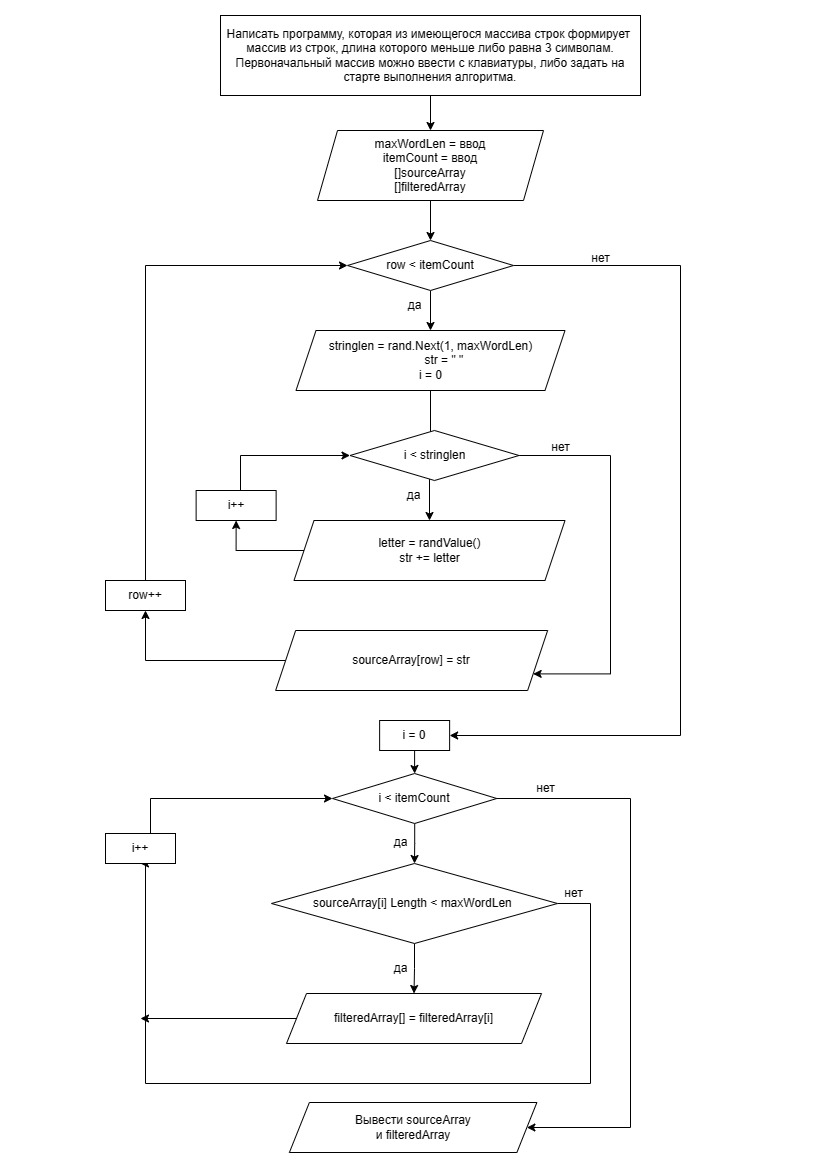 Написать программу, которая из имеющегося массива строк формирует
массив из строк, длина которого меньше либо равна 3 символам.
Первоначальный массив можно ввести с клавиатуры, либо задать на
старте выполнения алгоритма.
maxWordLen = ввод
itemCount = ввод
[]sourceArray
[]filteredArray
row < itemCount
нет
да
stringlen = rand.Next(1, maxWordLen)
str = " "
i = 0
i < stringlen
нет
да
i++
letter = randValue()
str += letter
row++
sourceArray[row] = str
i = 0
i < itemCount
нет
да
i++
sourceArray[i] Length < maxWordLen
нет
да
filteredArray[] = filteredArray[i]
Вывести sourceArray
и filteredArray